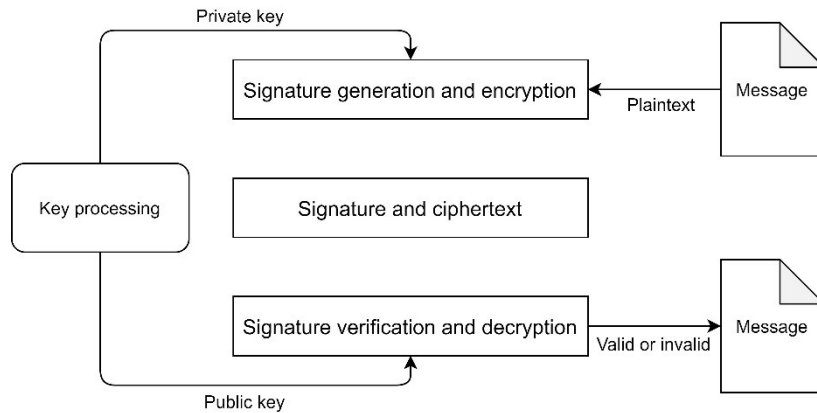 Private key
Signature generation and encryption
Plaintext
Message
Key processing
Signature and ciphertext
Signature verification and decryption
Valid or invalid
Message
Public key